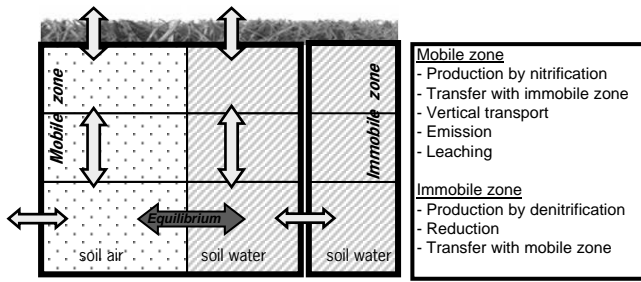 Mobile zone
Immobile zone
Equilibrium
soil air
soil water
soil water
Mobile zone
- Production by nitrification
- Transfer with immobile zone
- Vertical transport
- Emission
- Leaching
Immobile zone
- Production by denitrification
- Reduction
- Transfer with mobile zone